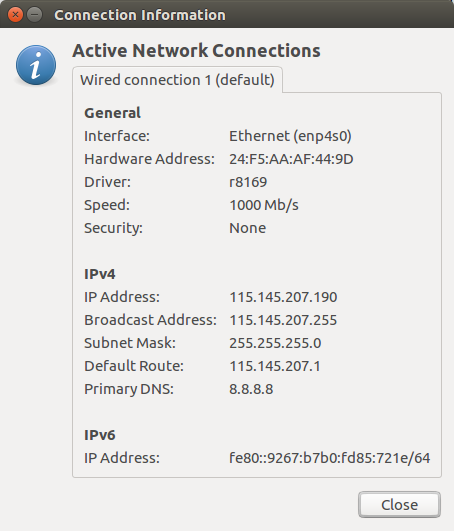 Connection Information
Active Network Connections
Wired connection 1 (default)
General
Interface: Ethernet (enp4s0)
Hardware Address: 24:F5:AA:AF:44:9D
Driver: r8169
Speed: 1000 Mb/s
Security: None
IPv4
IP Address: 115.145.207.190
Broadcast Address: 115.145.207.255
Subnet Mask: 255.255.255.0
Default Route: 115.145.207.1
Primary DNS: 8.8.8.8
IPv6
IP Address: fe80::9267:b7b0:fd85:721e/64
Close